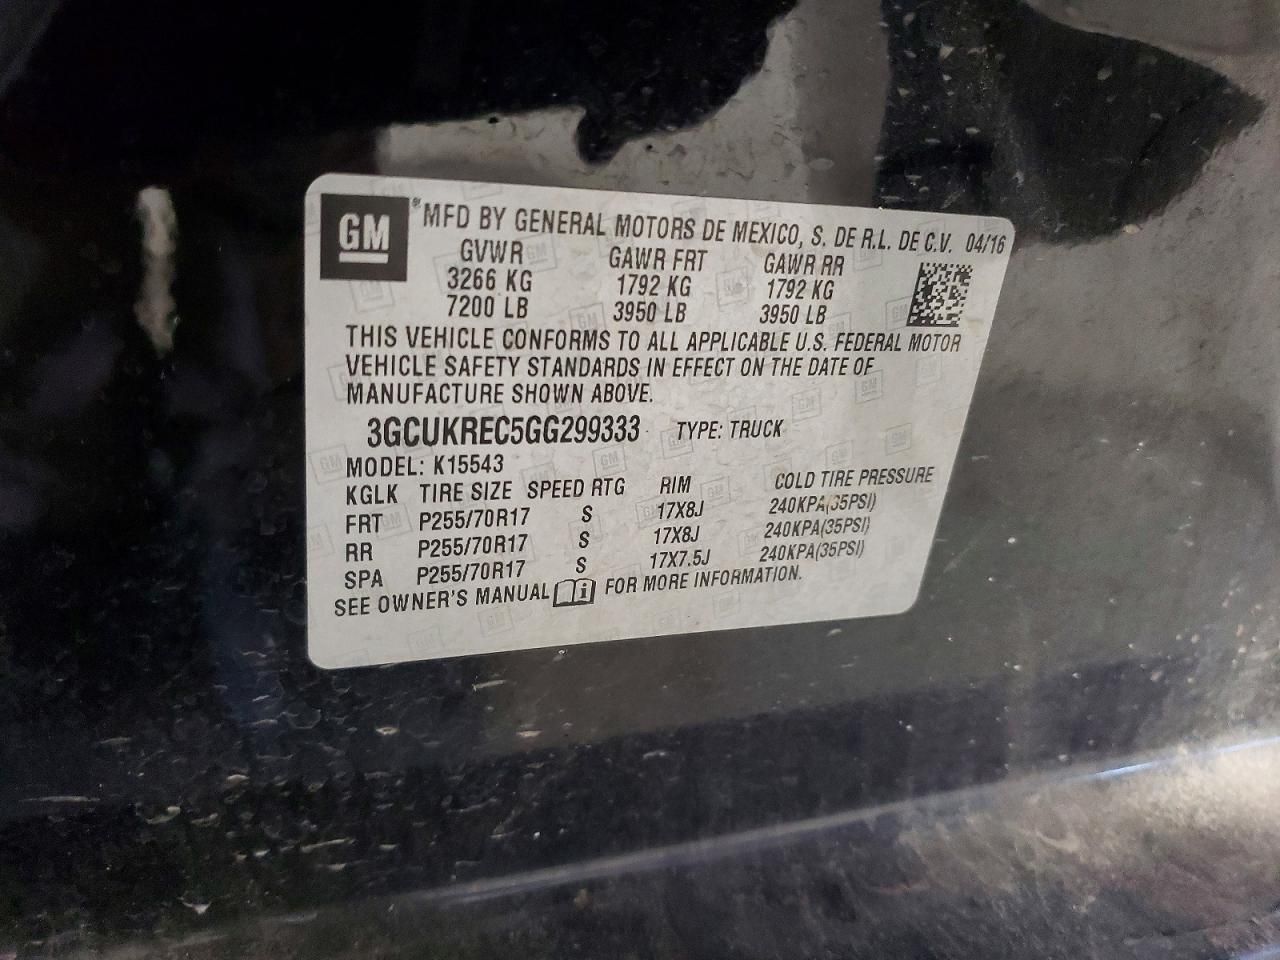 GM ® MFD BY GENERAL MOTORS DE MEXICO, S. DE R.L. DE C.V. 04/16
GVWR GAWR FRT GAWR RR
3266 KG 1792 KG 1792 KG
7200 LB 3950 LB 3950 LB
THIS VEHICLE CONFORMS TO ALL APPLICABLE U.S. FEDERAL MOTOR
VEHICLE SAFETY STANDARDS IN EFFECT ON THE DATE OF
MANUFACTURE SHOWN ABOVE.
3GCUKREC5GG299333 TYPE: TRUCK
MODEL: K15543
KGLK TIRE SIZE SPEED RTG RIM COLD TIRE PRESSURE
FRT P255/70R17 S 17X8J 240KPA(35PSI)
RR P255/70R17 S 17X8J 240KPA(35PSI)
SPA P255/70R17 S 17X7.5J 240KPA(35PSI)
SEE OWNER'S MANUAL FOR MORE INFORMATION.